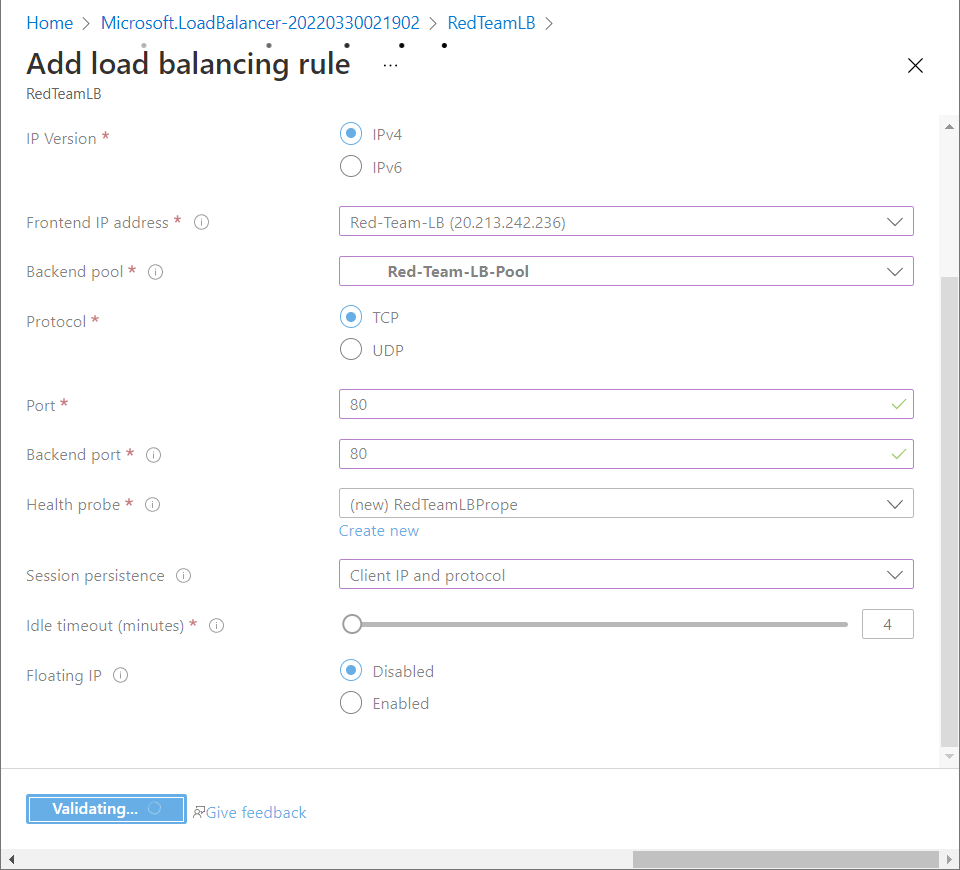 Home > Microsoft.LoadBalancer-20220330021902 > RedTeamLB >
Add load balancing rule ...
RedTeamLB
IP Version *
IPv4
IPv6
Frontend IP address *
Red-Team-LB (20.213.242.236)
Backend pool *
Red-Team-LB-Pool
Protocol *
TCP
UDP
Port *
80
Backend port *
80
Health probe *
(new) RedTeamLBPrope
Create new
Session persistence
Client IP and protocol
Idle timeout (minutes) *
4
Floating IP
Disabled
Enabled
Validating...
Give feedback